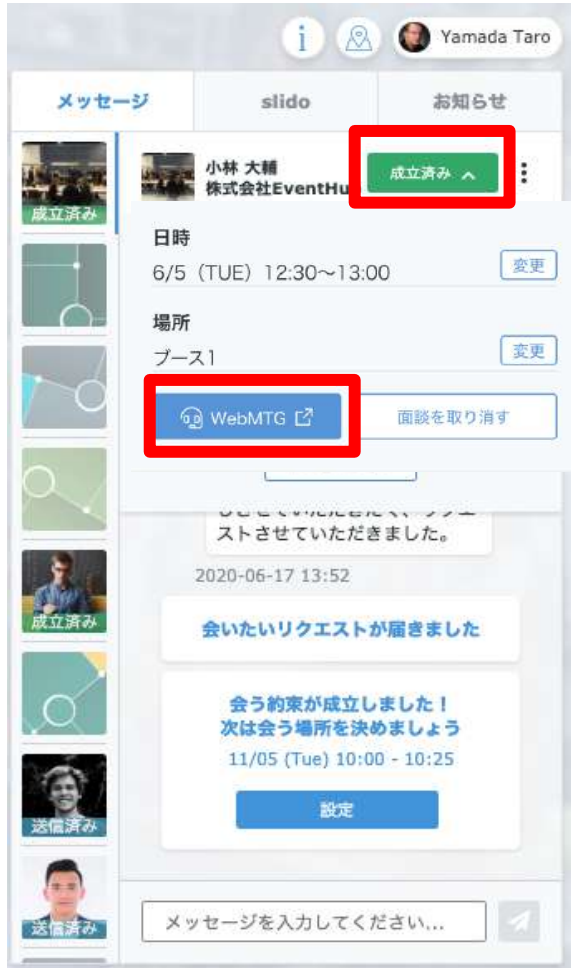 i
Yamada Taro
メッセージ
slido
お知らせ
成立済み
小林 大輔
株式会社EventHu
成立済み
日時
6/5（TUE）12:30〜13:00
変更
場所
ブース1
変更
WebMTG
面談を取り消す
ストさせていただきました。
2020-06-17 13:52
成立済み
会いたいリクエストが届きました
会う約束が成立しました！
次は会う場所を決めましょう
11/05 (Tue) 10:00 - 10:25
設定
送信済み
送信済み
メッセージを入力してください...